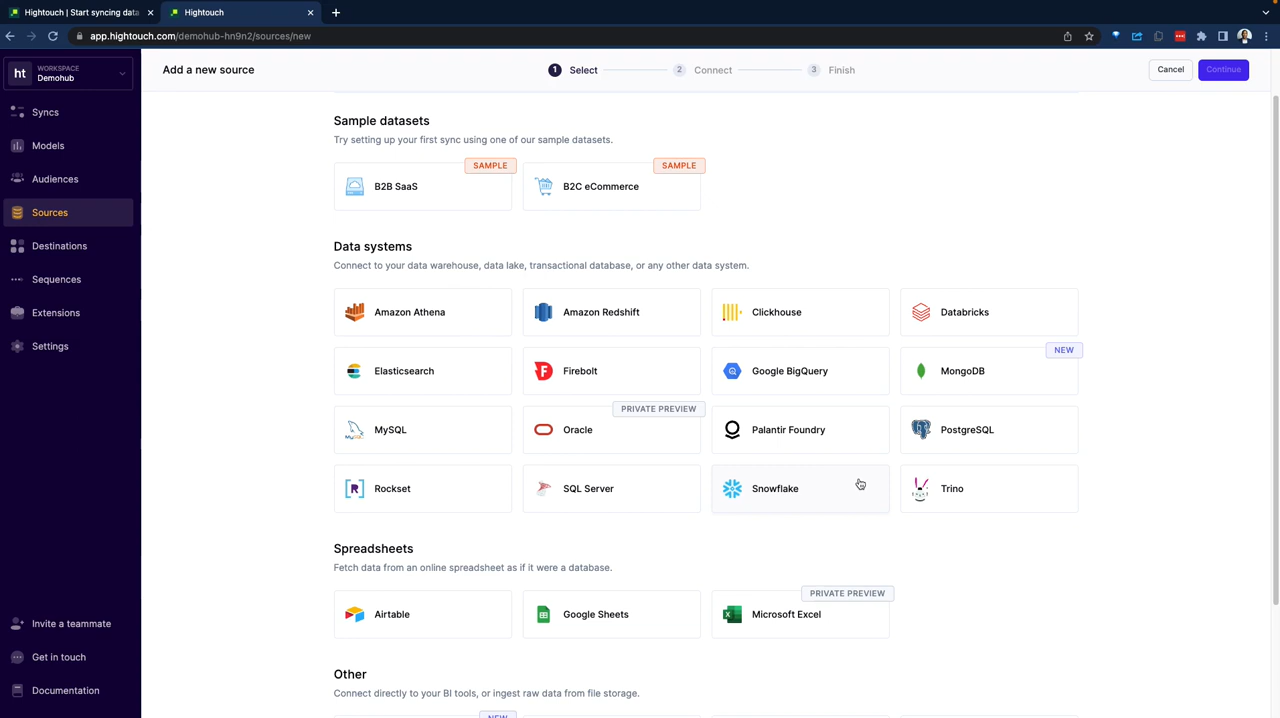 Hightouch | Start syncing data
Hightouch
app.hightouch.com/demohub-hn9n2/sources/new
ht
WORKSPACE
Demohub
Add a new source
1 Select
2 Connect
3 Finish
Cancel
Continue
Syncs
Models
Audiences
Sources
Destinations
Sequences
Extensions
Settings
Invite a teammate
Get in touch
Documentation
Sample datasets
Try setting up your first sync using one of our sample datasets.
SAMPLE
SAMPLE
B2B SaaS
B2C eCommerce
Data systems
Connect to your data warehouse, data lake, transactional database, or any other data system.
Amazon Athena
Amazon Redshift
Clickhouse
Databricks
NEW
Elasticsearch
Firebolt
Google BigQuery
MongoDB
PRIVATE PREVIEW
MySQL
MySQL
Oracle
Palantir Foundry
PostgreSQL
R
Rockset
SQL Server
Snowflake
Trino
Spreadsheets
Fetch data from an online spreadsheet as if it were a database.
PRIVATE PREVIEW
Airtable
Google Sheets
Microsoft Excel
Other
Connect directly to your BI tools, or ingest raw data from file storage.
NEW